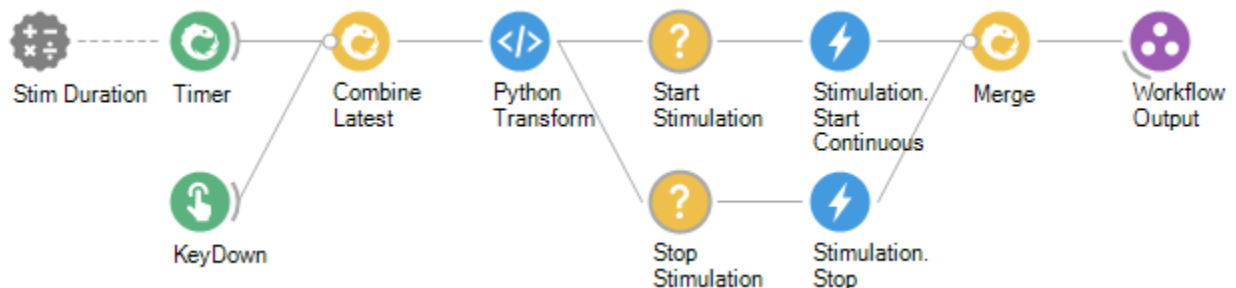 Stim Duration
Timer
Combine
Latest
Python
Transform
Start
Stimulation
Stimulation.
Start
Continuous
Merge
Workflow
Output
KeyDown
Stop
Stimulation
Stimulation.
Stop